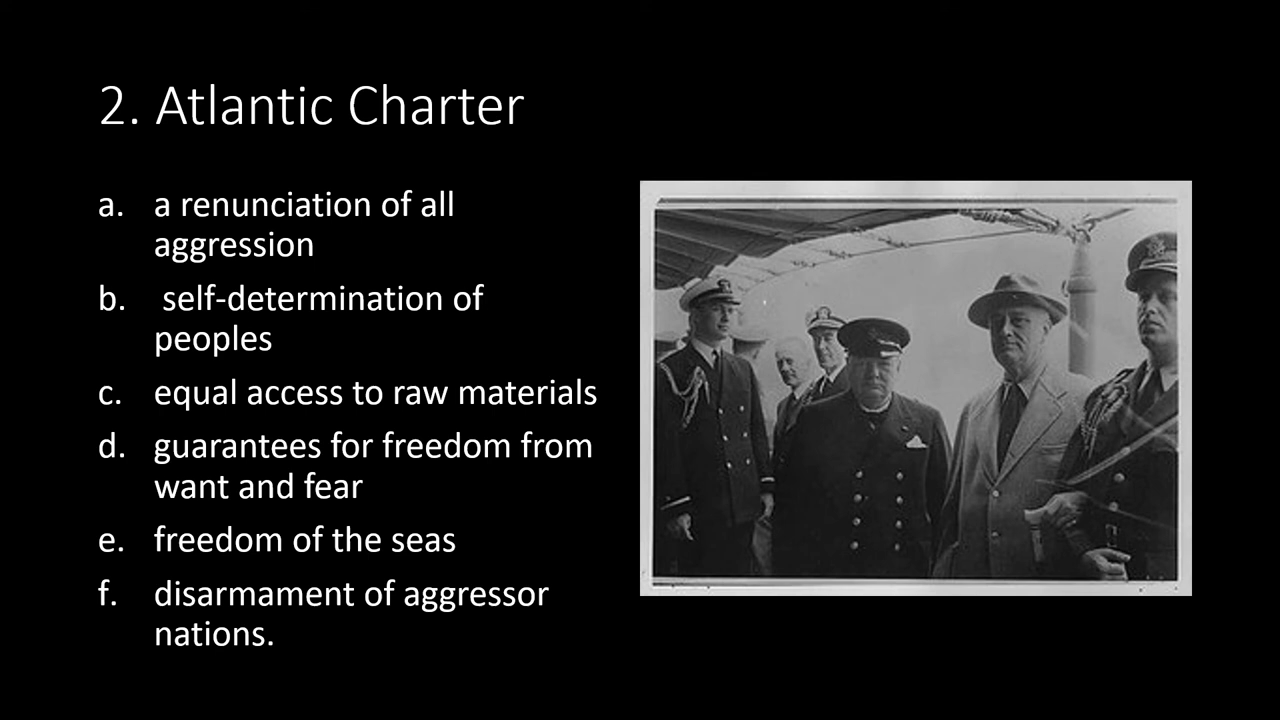 2. Atlantic Charter
a. a renunciation of all
aggression
b. self-determination of
peoples
c. equal access to raw materials
d. guarantees for freedom from
want and fear
e. freedom of the seas
f. disarmament of aggressor
nations.